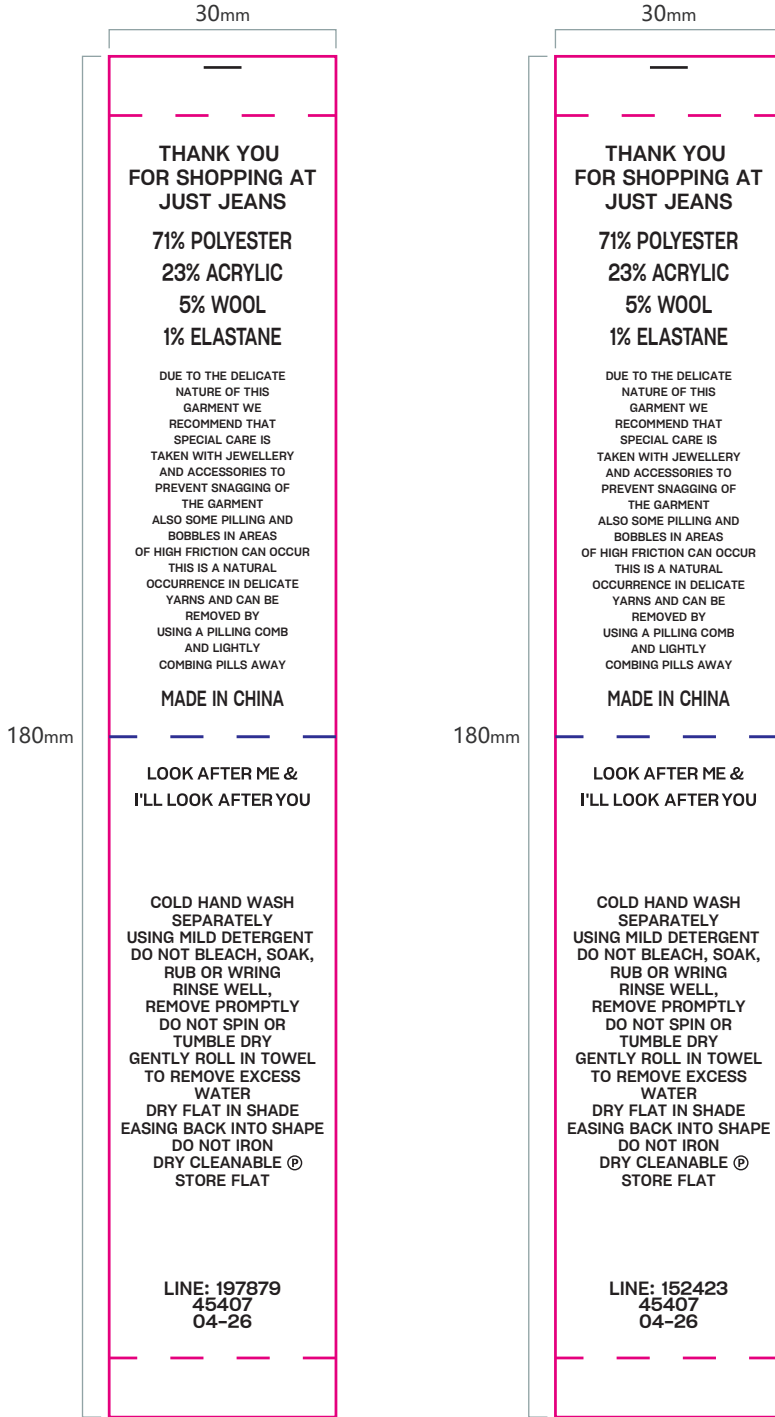 30mm
THANK YOU
FOR SHOPPING AT
JUST JEANS
71% POLYESTER
23% ACRYLIC
5% WOOL
1% ELASTANE
DUE TO THE DELICATE
NATURE OF THIS
GARMENT WE
RECOMMEND THAT
SPECIAL CARE IS
TAKEN WITH JEWELLERY
AND ACCESSORIES TO
PREVENT SNAGGING OF
THE GARMENT
ALSO SOME PILLING AND
BOBBLES IN AREAS
OF HIGH FRICTION CAN OCCUR
THIS IS A NATURAL
OCCURRENCE IN DELICATE
YARNS AND CAN BE
REMOVED BY
USING A PILLING COMB
AND LIGHTLY
COMBING PILLS AWAY
MADE IN CHINA
180mm
LOOK AFTER ME &
I'LL LOOK AFTER YOU
COLD HAND WASH
SEPARATELY
USING MILD DETERGENT
DO NOT BLEACH, SOAK,
RUB OR WRING
RINSE WELL,
REMOVE PROMPTLY
DO NOT SPIN OR
TUMBLE DRY
GENTLY ROLL IN TOWEL
TO REMOVE EXCESS
WATER
DRY FLAT IN SHADE
EASING BACK INTO SHAPE
DO NOT IRON
DRY CLEANABLE Ⓟ
STORE FLAT
LINE: 197879
45407
04-26
30mm
THANK YOU
FOR SHOPPING AT
JUST JEANS
71% POLYESTER
23% ACRYLIC
5% WOOL
1% ELASTANE
DUE TO THE DELICATE
NATURE OF THIS
GARMENT WE
RECOMMEND THAT
SPECIAL CARE IS
TAKEN WITH JEWELLERY
AND ACCESSORIES TO
PREVENT SNAGGING OF
THE GARMENT
ALSO SOME PILLING AND
BOBBLES IN AREAS
OF HIGH FRICTION CAN OCCUR
THIS IS A NATURAL
OCCURRENCE IN DELICATE
YARNS AND CAN BE
REMOVED BY
USING A PILLING COMB
AND LIGHTLY
COMBING PILLS AWAY
MADE IN CHINA
180mm
LOOK AFTER ME &
I'LL LOOK AFTER YOU
COLD HAND WASH
SEPARATELY
USING MILD DETERGENT
DO NOT BLEACH, SOAK,
RUB OR WRING
RINSE WELL,
REMOVE PROMPTLY
DO NOT SPIN OR
TUMBLE DRY
GENTLY ROLL IN TOWEL
TO REMOVE EXCESS
WATER
DRY FLAT IN SHADE
EASING BACK INTO SHAPE
DO NOT IRON
DRY CLEANABLE Ⓟ
STORE FLAT
LINE: 152423
45407
04-26